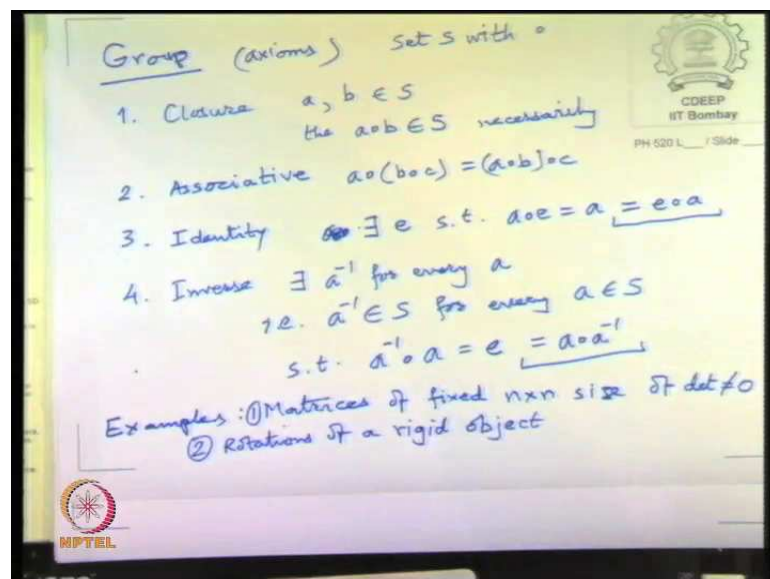 Group (axioms) Set S with ∘
1. Closure a, b ∈ S
the a∘b ∈ S necessarily
2. Associative a∘(b∘c) = (a∘b)∘c
3. Identity ∃ e s.t. a∘e = a = e∘a
4. Inverse ∃ a⁻¹ for every a
i.e. a⁻¹ ∈ S for every a ∈ S
s.t. a⁻¹∘a = e = a∘a⁻¹
Examples: ① Matrices of fixed n×n size of det ≠ 0
② Rotations of a rigid object
CDEEP
IIT Bombay
PH 520 L___ / Slide
NPTEL